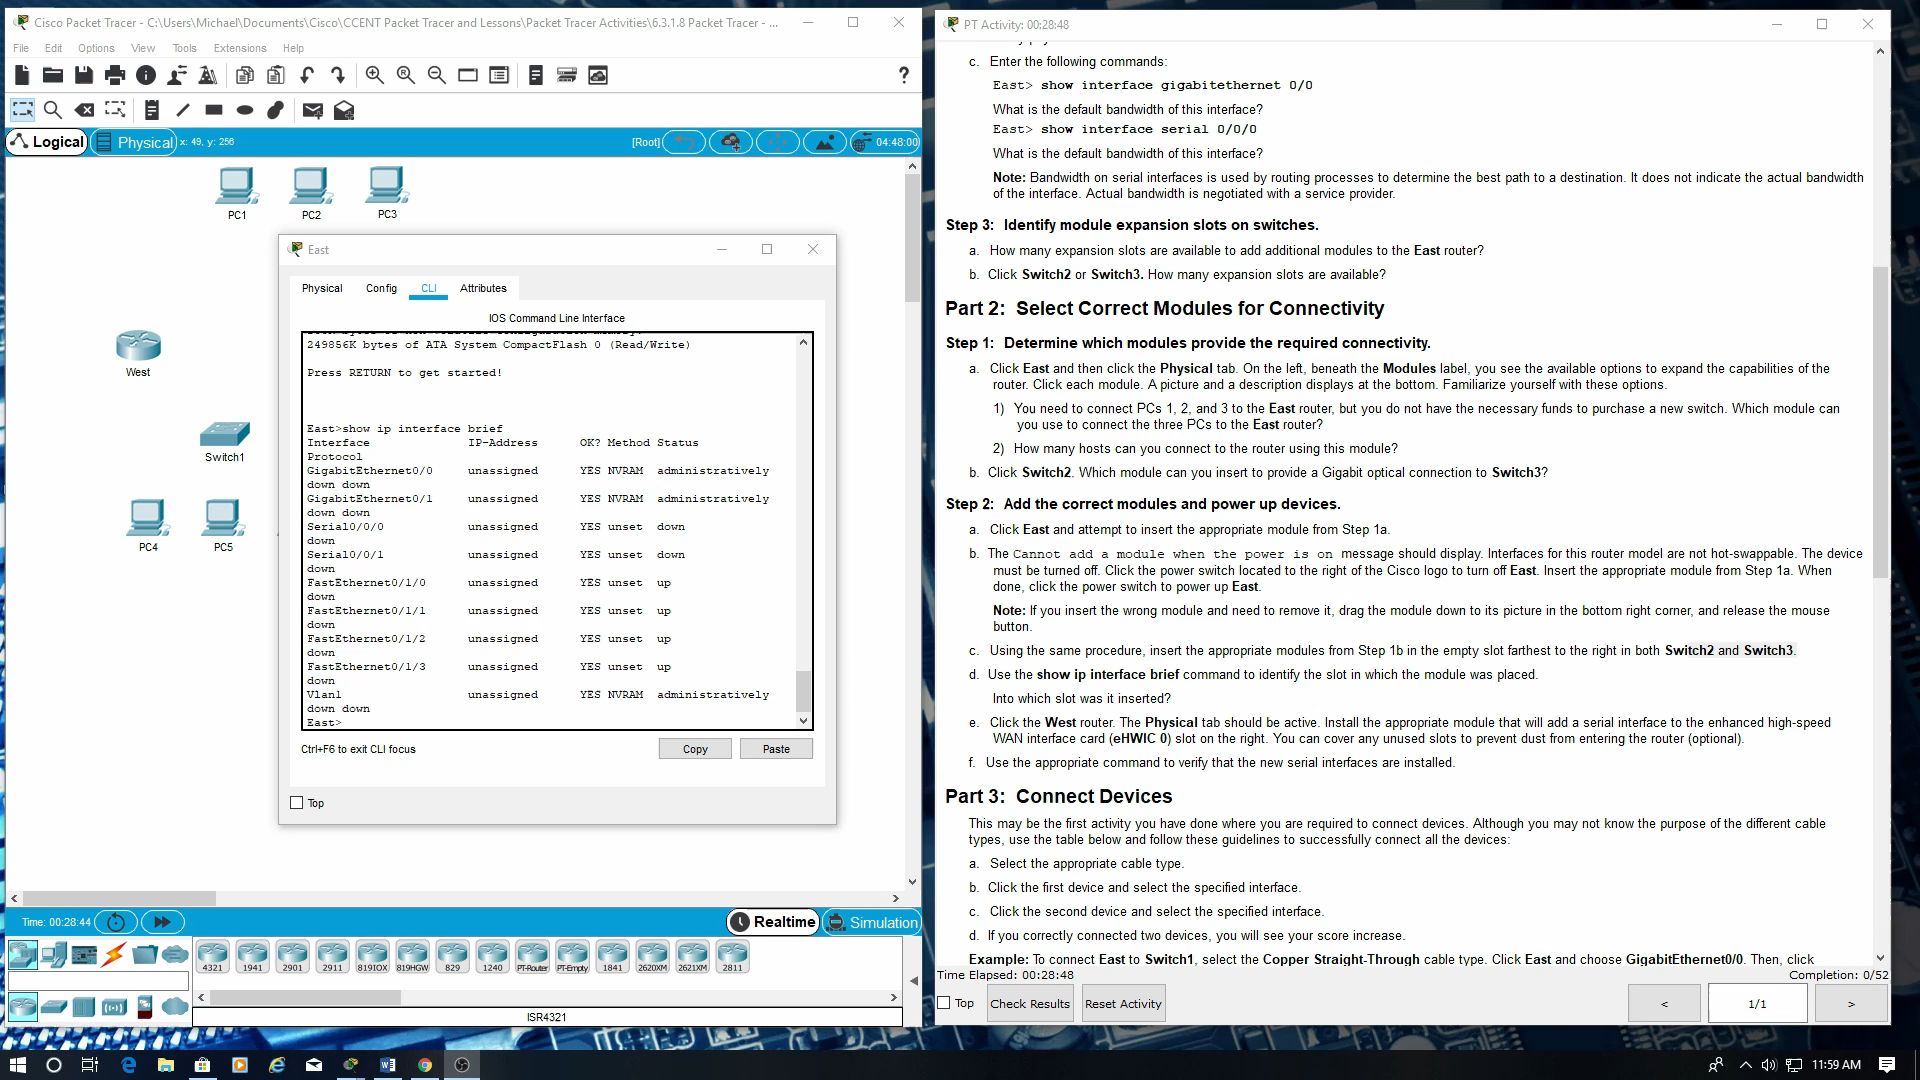 Cisco Packet Tracer - C:\Users\Michael\Documents\Cisco\CCENT Packet Tracer and Lessons\Packet Tracer Activities\6.3.1.8 Packet Tracer - ...
File Edit Options View Tools Extensions Help
?
Logical Physical x: 49, y: 256 [Root] 04:48:00
PC1 PC2 PC3
West
Switch1
PC4 PC5
East
Physical Config CLI Attributes
IOS Command Line Interface
249856K bytes of ATA System CompactFlash 0 (Read/Write)
Press RETURN to get started!
East>show ip interface brief
Interface IP-Address OK? Method Status
Protocol
GigabitEthernet0/0 unassigned YES NVRAM administratively
down down
GigabitEthernet0/1 unassigned YES NVRAM administratively
down down
Serial0/0/0 unassigned YES unset down
down
Serial0/0/1 unassigned YES unset down
down
FastEthernet0/1/0 unassigned YES unset up
down
FastEthernet0/1/1 unassigned YES unset up
down
FastEthernet0/1/2 unassigned YES unset up
down
FastEthernet0/1/3 unassigned YES unset up
down
Vlan1 unassigned YES NVRAM administratively
down down
East>
Ctrl+F6 to exit CLI focus Copy Paste
Top
Time: 00:28:44 Realtime Simulation
4321 1941 2901 2911 819IOX 819HGW 829 1240 PT-Router PT-Empty 1841 2620XM 2621XM 2811
ISR4321
PT Activity: 00:28:48
c. Enter the following commands:
East> show interface gigabitethernet 0/0
What is the default bandwidth of this interface?
East> show interface serial 0/0/0
What is the default bandwidth of this interface?
Note: Bandwidth on serial interfaces is used by routing processes to determine the best path to a destination. It does not indicate the actual bandwidth
of the interface. Actual bandwidth is negotiated with a service provider.
Step 3: Identify module expansion slots on switches.
a. How many expansion slots are available to add additional modules to the East router?
b. Click Switch2 or Switch3. How many expansion slots are available?
Part 2: Select Correct Modules for Connectivity
Step 1: Determine which modules provide the required connectivity.
a. Click East and then click the Physical tab. On the left, beneath the Modules label, you see the available options to expand the capabilities of the
router. Click each module. A picture and a description displays at the bottom. Familiarize yourself with these options.
1) You need to connect PCs 1, 2, and 3 to the East router, but you do not have the necessary funds to purchase a new switch. Which module can
you use to connect the three PCs to the East router?
2) How many hosts can you connect to the router using this module?
b. Click Switch2. Which module can you insert to provide a Gigabit optical connection to Switch3?
Step 2: Add the correct modules and power up devices.
a. Click East and attempt to insert the appropriate module from Step 1a.
b. The Cannot add a module when the power is on message should display. Interfaces for this router model are not hot-swappable. The device
must be turned off. Click the power switch located to the right of the Cisco logo to turn off East. Insert the appropriate module from Step 1a. When
done, click the power switch to power up East.
Note: If you insert the wrong module and need to remove it, drag the module down to its picture in the bottom right corner, and release the mouse
button.
c. Using the same procedure, insert the appropriate modules from Step 1b in the empty slot farthest to the right in both Switch2 and Switch3.
d. Use the show ip interface brief command to identify the slot in which the module was placed.
Into which slot was it inserted?
e. Click the West router. The Physical tab should be active. Install the appropriate module that will add a serial interface to the enhanced high-speed
WAN interface card (eHWIC 0) slot on the right. You can cover any unused slots to prevent dust from entering the router (optional).
f. Use the appropriate command to verify that the new serial interfaces are installed.
Part 3: Connect Devices
This may be the first activity you have done where you are required to connect devices. Although you may not know the purpose of the different cable
types, use the table below and follow these guidelines to successfully connect all the devices:
a. Select the appropriate cable type.
b. Click the first device and select the specified interface.
c. Click the second device and select the specified interface.
d. If you correctly connected two devices, you will see your score increase.
Example: To connect East to Switch1, select the Copper Straight-Through cable type. Click East and choose GigabitEthernet0/0. Then, click
Time Elapsed: 00:28:48 Completion: 0/52
Top Check Results Reset Activity < 1/1 >
11:59 AM